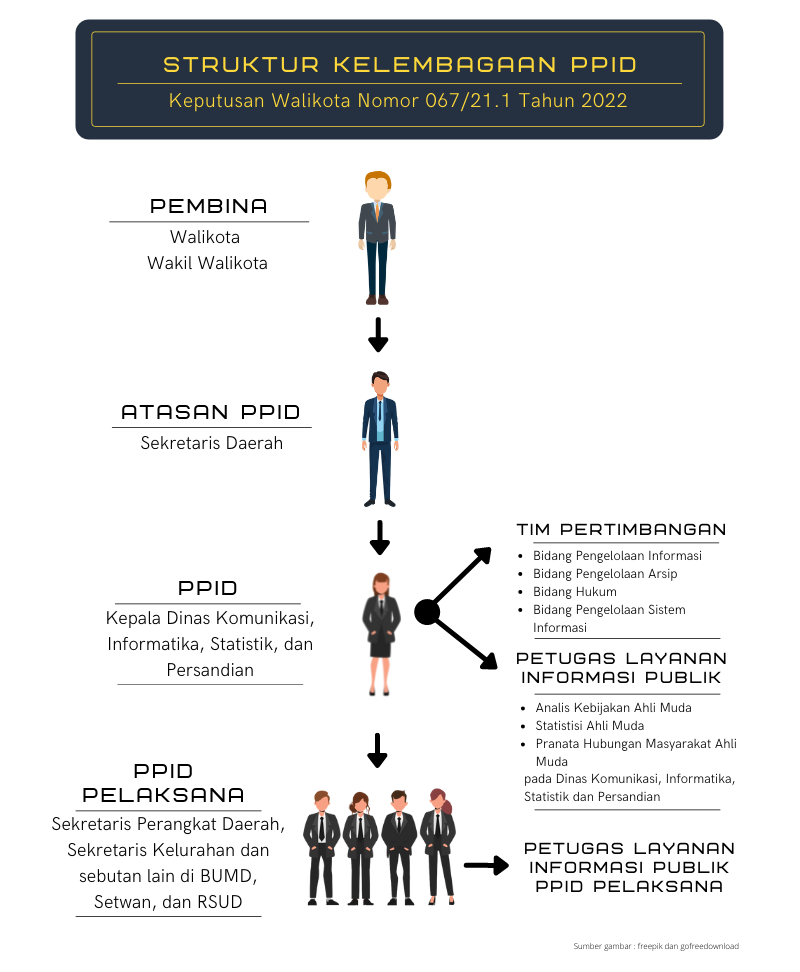 STRUKTUR KELEMBAGAAN PPID
Keputusan Walikota Nomor 067/21.1 Tahun 2022
PEMBINA
Walikota
Wakil Walikota
ATASAN PPID
Sekretaris Daerah
PPID
Kepala Dinas Komunikasi,
Informatika, Statistik, dan
Persandian
TIM PERTIMBANGAN
• Bidang Pengelolaan Informasi
• Bidang Pengelolaan Arsip
• Bidang Hukum
• Bidang Pengelolaan Sistem
Informasi
PETUGAS LAYANAN
INFORMASI PUBLIK
• Analis Kebijakan Ahli Muda
• Statistisi Ahli Muda
• Pranata Hubungan Masyarakat Ahli
Muda
pada Dinas Komunikasi, Informatika,
Statistik dan Persandian
PPID
PELAKSANA
Sekretaris Perangkat Daerah,
Sekretaris Kelurahan dan
sebutan lain di BUMD,
Setwan, dan RSUD
PETUGAS LAYANAN
INFORMASI PUBLIK
PPID PELAKSANA
Sumber gambar : freepik dan gofreedownload